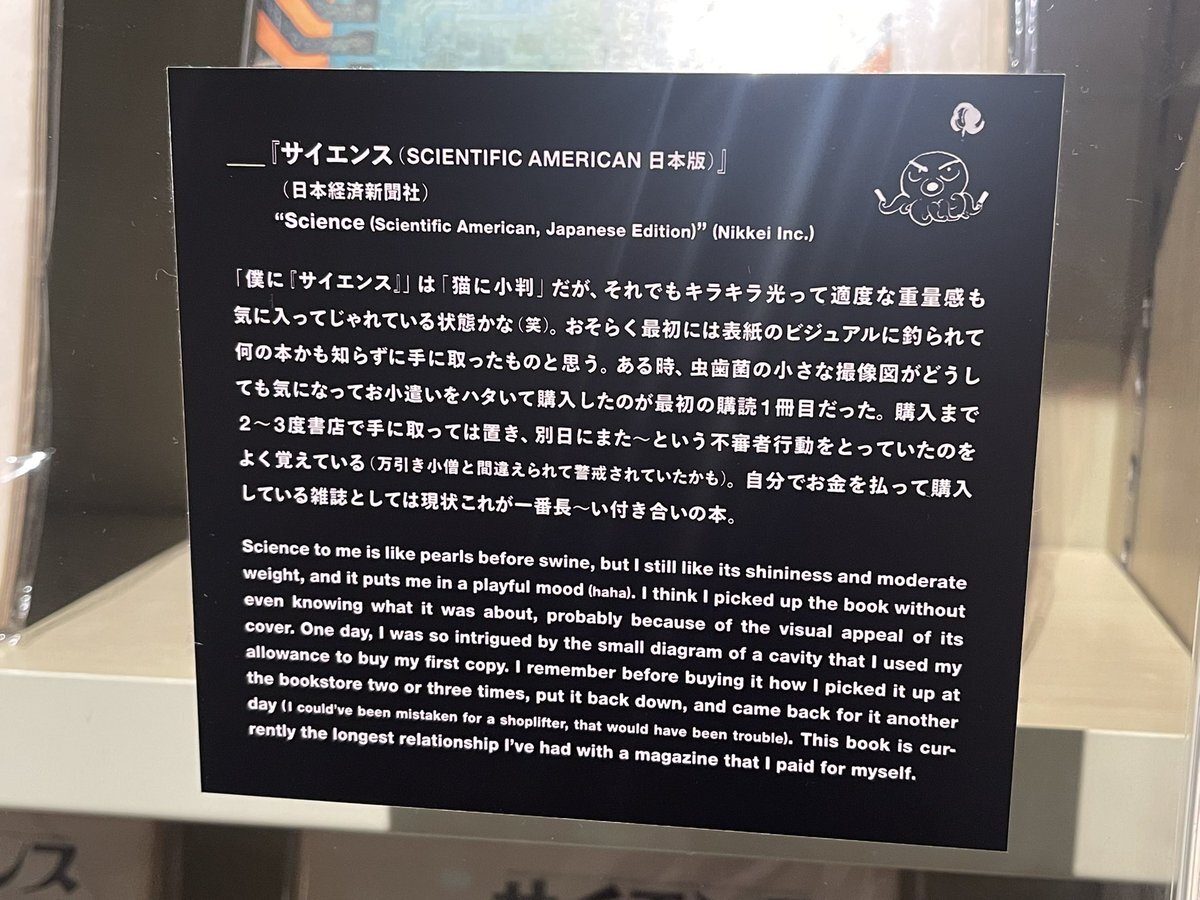 『サイエンス（SCIENTIFIC AMERICAN 日本版）』
（日本経済新聞社）
“Science (Scientific American, Japanese Edition)” (Nikkei Inc.)
「僕に『サイエンス』」は「猫に小判」だが、それでもキラキラ光って適度な重量感も
気に入ってじゃれている状態かな（笑）。おそらく最初には表紙のビジュアルに釣られて
何の本かも知らずに手に取ったものと思う。ある時、虫歯菌の小さな撮像図がどうし
ても気になってお小遣いをハタいて購入したのが最初の購読1冊目だった。購入まで
2〜3度書店で手に取っては置き、別日にまた〜という不審者行動をとっていたのを
よく覚えている（万引き小僧と間違えられて警戒されていたかも）。自分でお金を払って購入
している雑誌としては現状これが一番長〜い付き合いの本。
Science to me is like pearls before swine, but I still like its shininess and moderate
weight, and it puts me in a playful mood (haha). I think I picked up the book without
even knowing what it was about, probably because of the visual appeal of its
cover. One day, I was so intrigued by the small diagram of a cavity that I used my
allowance to buy my first copy. I remember before buying it how I picked it up at
the bookstore two or three times, put it back down, and came back for it another
day (I could’ve been mistaken for a shoplifter, that would have been trouble). This book is cur-
rently the longest relationship I’ve had with a magazine that I paid for myself.
ンス
サイエンス